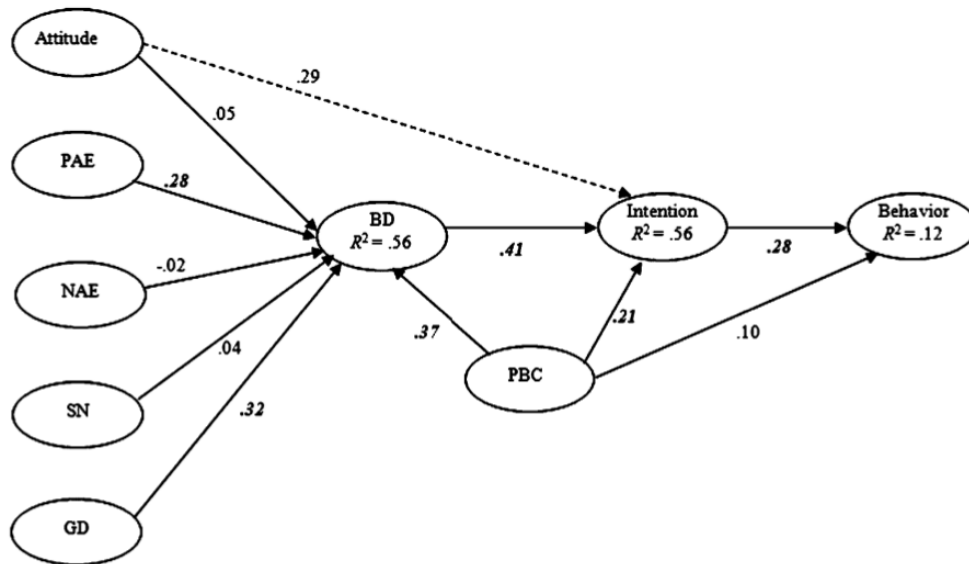 Attitude
.29
.05
PAE
.28
BD
R² = .56
Intention
R² = .56
Behavior
R² = .12
.41
.28
-.02
NAE
.37
.21
.10
.04
PBC
SN
.32
GD